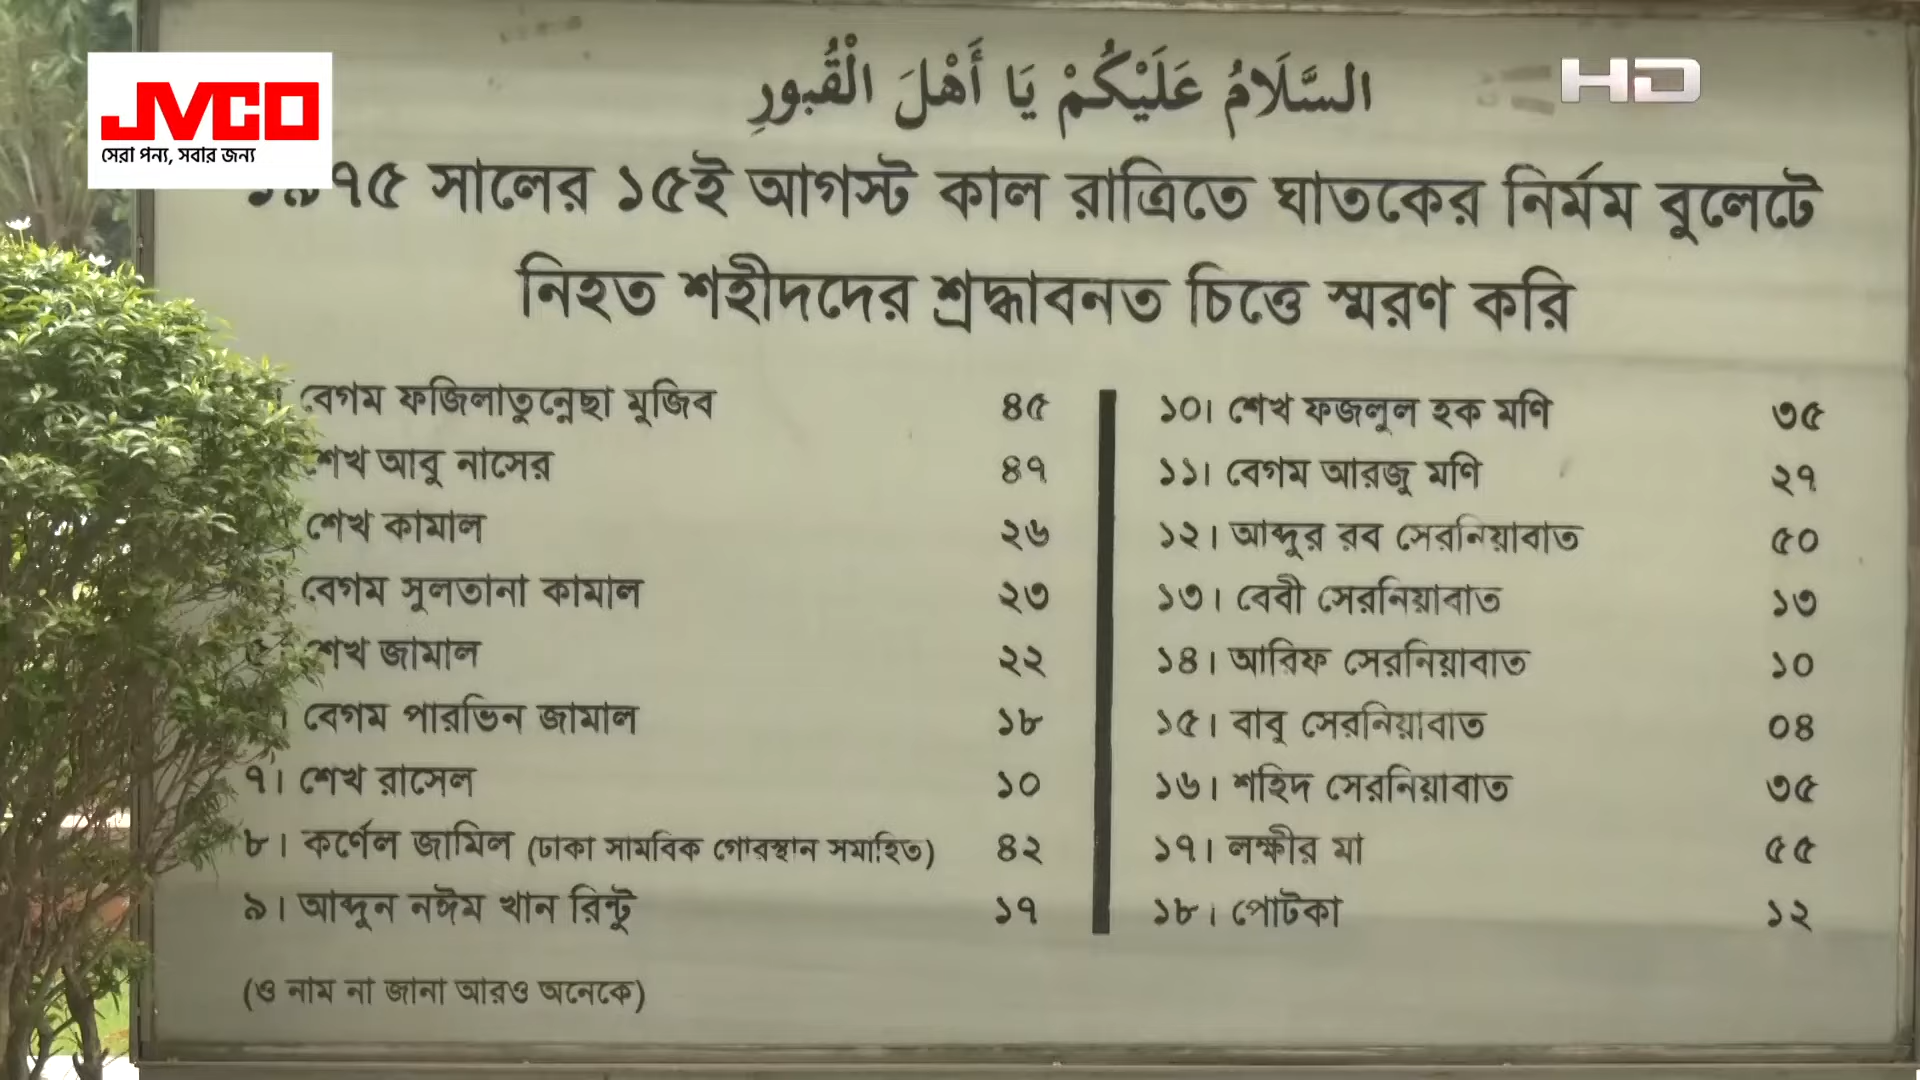 السَّلَامُ عَلَيْكُمْ يَا أَهْلَ الْقُبُورِ
HD
JVCO
সেরা পন্য, সবার জন্য
১৯৭৫ সালের ১৫ই আগস্ট কাল রাত্রিতে ঘাতকের নির্মম বুলেটে
নিহত শহীদদের শ্রদ্ধাবনত চিত্তে স্মরণ করি
। বেগম ফজিলাতুন্নেছা মুজিব ৪৫
শেখ আবু নাসের ৪৭
শেখ কামাল ২৬
। বেগম সুলতানা কামাল ২৩
৫। শেখ জামাল ২২
। বেগম পারভিন জামাল ১৮
৭। শেখ রাসেল ১০
৮। কর্ণেল জামিল (ঢাকা সামবিক গোরস্থান সমাহিত) ৪২
৯। আব্দুন নঈম খান রিন্টু ১৭
(ও নাম না জানা আরও অনেকে)
১০। শেখ ফজলুল হক মণি ৩৫
১১। বেগম আরজু মণি ২৭
১২। আব্দুর রব সেরনিয়াবাত ৫০
১৩। বেবী সেরনিয়াবাত ১৩
১৪। আরিফ সেরনিয়াবাত ১০
১৫। বাবু সেরনিয়াবাত ০৪
১৬। শহিদ সেরনিয়াবাত ৩৫
১৭। লক্ষীর মা ৫৫
১৮। পোটকা ১২